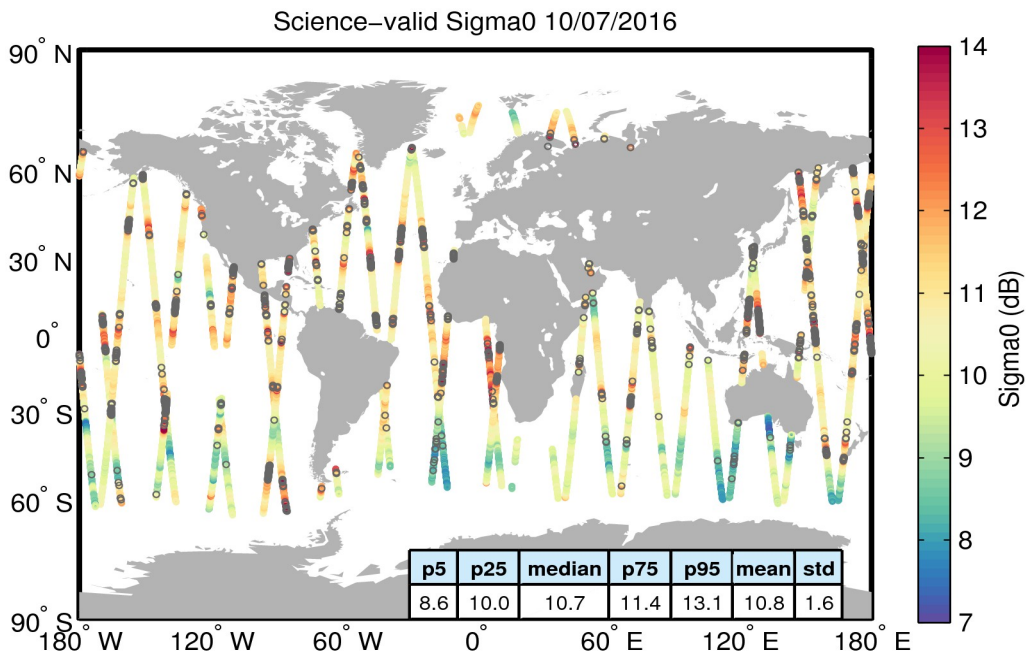 Science−valid Sigma0 10/07/2016
90° N
60° N
30° N
0°
30° S
60° S
90° S
180° W
120° W
60° W
0°
60° E
120° E
180° E
p5 p25 median p75 p95 mean std
8.6 10.0 10.7 11.4 13.1 10.8 1.6
14
13
12
11
10
9
8
7
Sigma0 (dB)